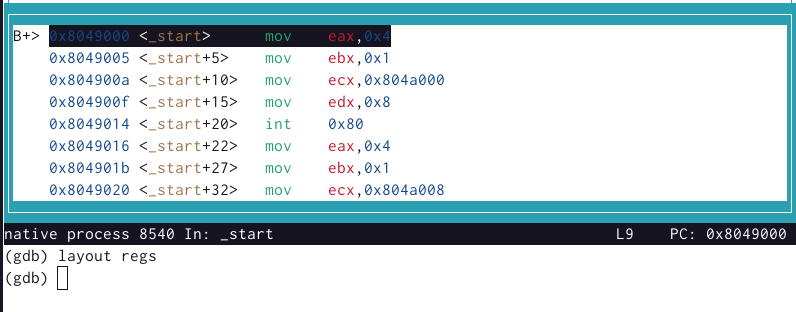 B+> 0x8049000 <_start>      mov    eax,0x4
    0x8049005 <_start+5>    mov    ebx,0x1
    0x804900a <_start+10>   mov    ecx,0x804a000
    0x804900f <_start+15>   mov    edx,0x8
    0x8049014 <_start+20>   int    0x80
    0x8049016 <_start+22>   mov    eax,0x4
    0x804901b <_start+27>   mov    ebx,0x1
    0x8049020 <_start+32>   mov    ecx,0x804a008
native process 8540 In: _start                                      L9    PC: 0x8049000
(gdb) layout regs
(gdb)